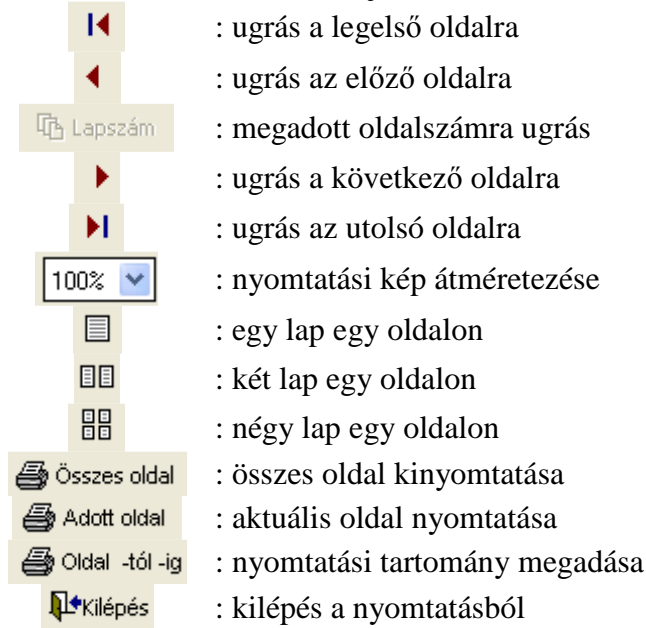 : ugrás a legelső oldalra
: ugrás az előző oldalra
Lapszám : megadott oldalszámra ugrás
: ugrás a következő oldalra
: ugrás az utolsó oldalra
100% : nyomtatási kép átméretezése
: egy lap egy oldalon
: két lap egy oldalon
: négy lap egy oldalon
Összes oldal : összes oldal kinyomtatása
Adott oldal : aktuális oldal nyomtatása
Oldal -tól -ig : nyomtatási tartomány megadása
Kilépés : kilépés a nyomtatásból